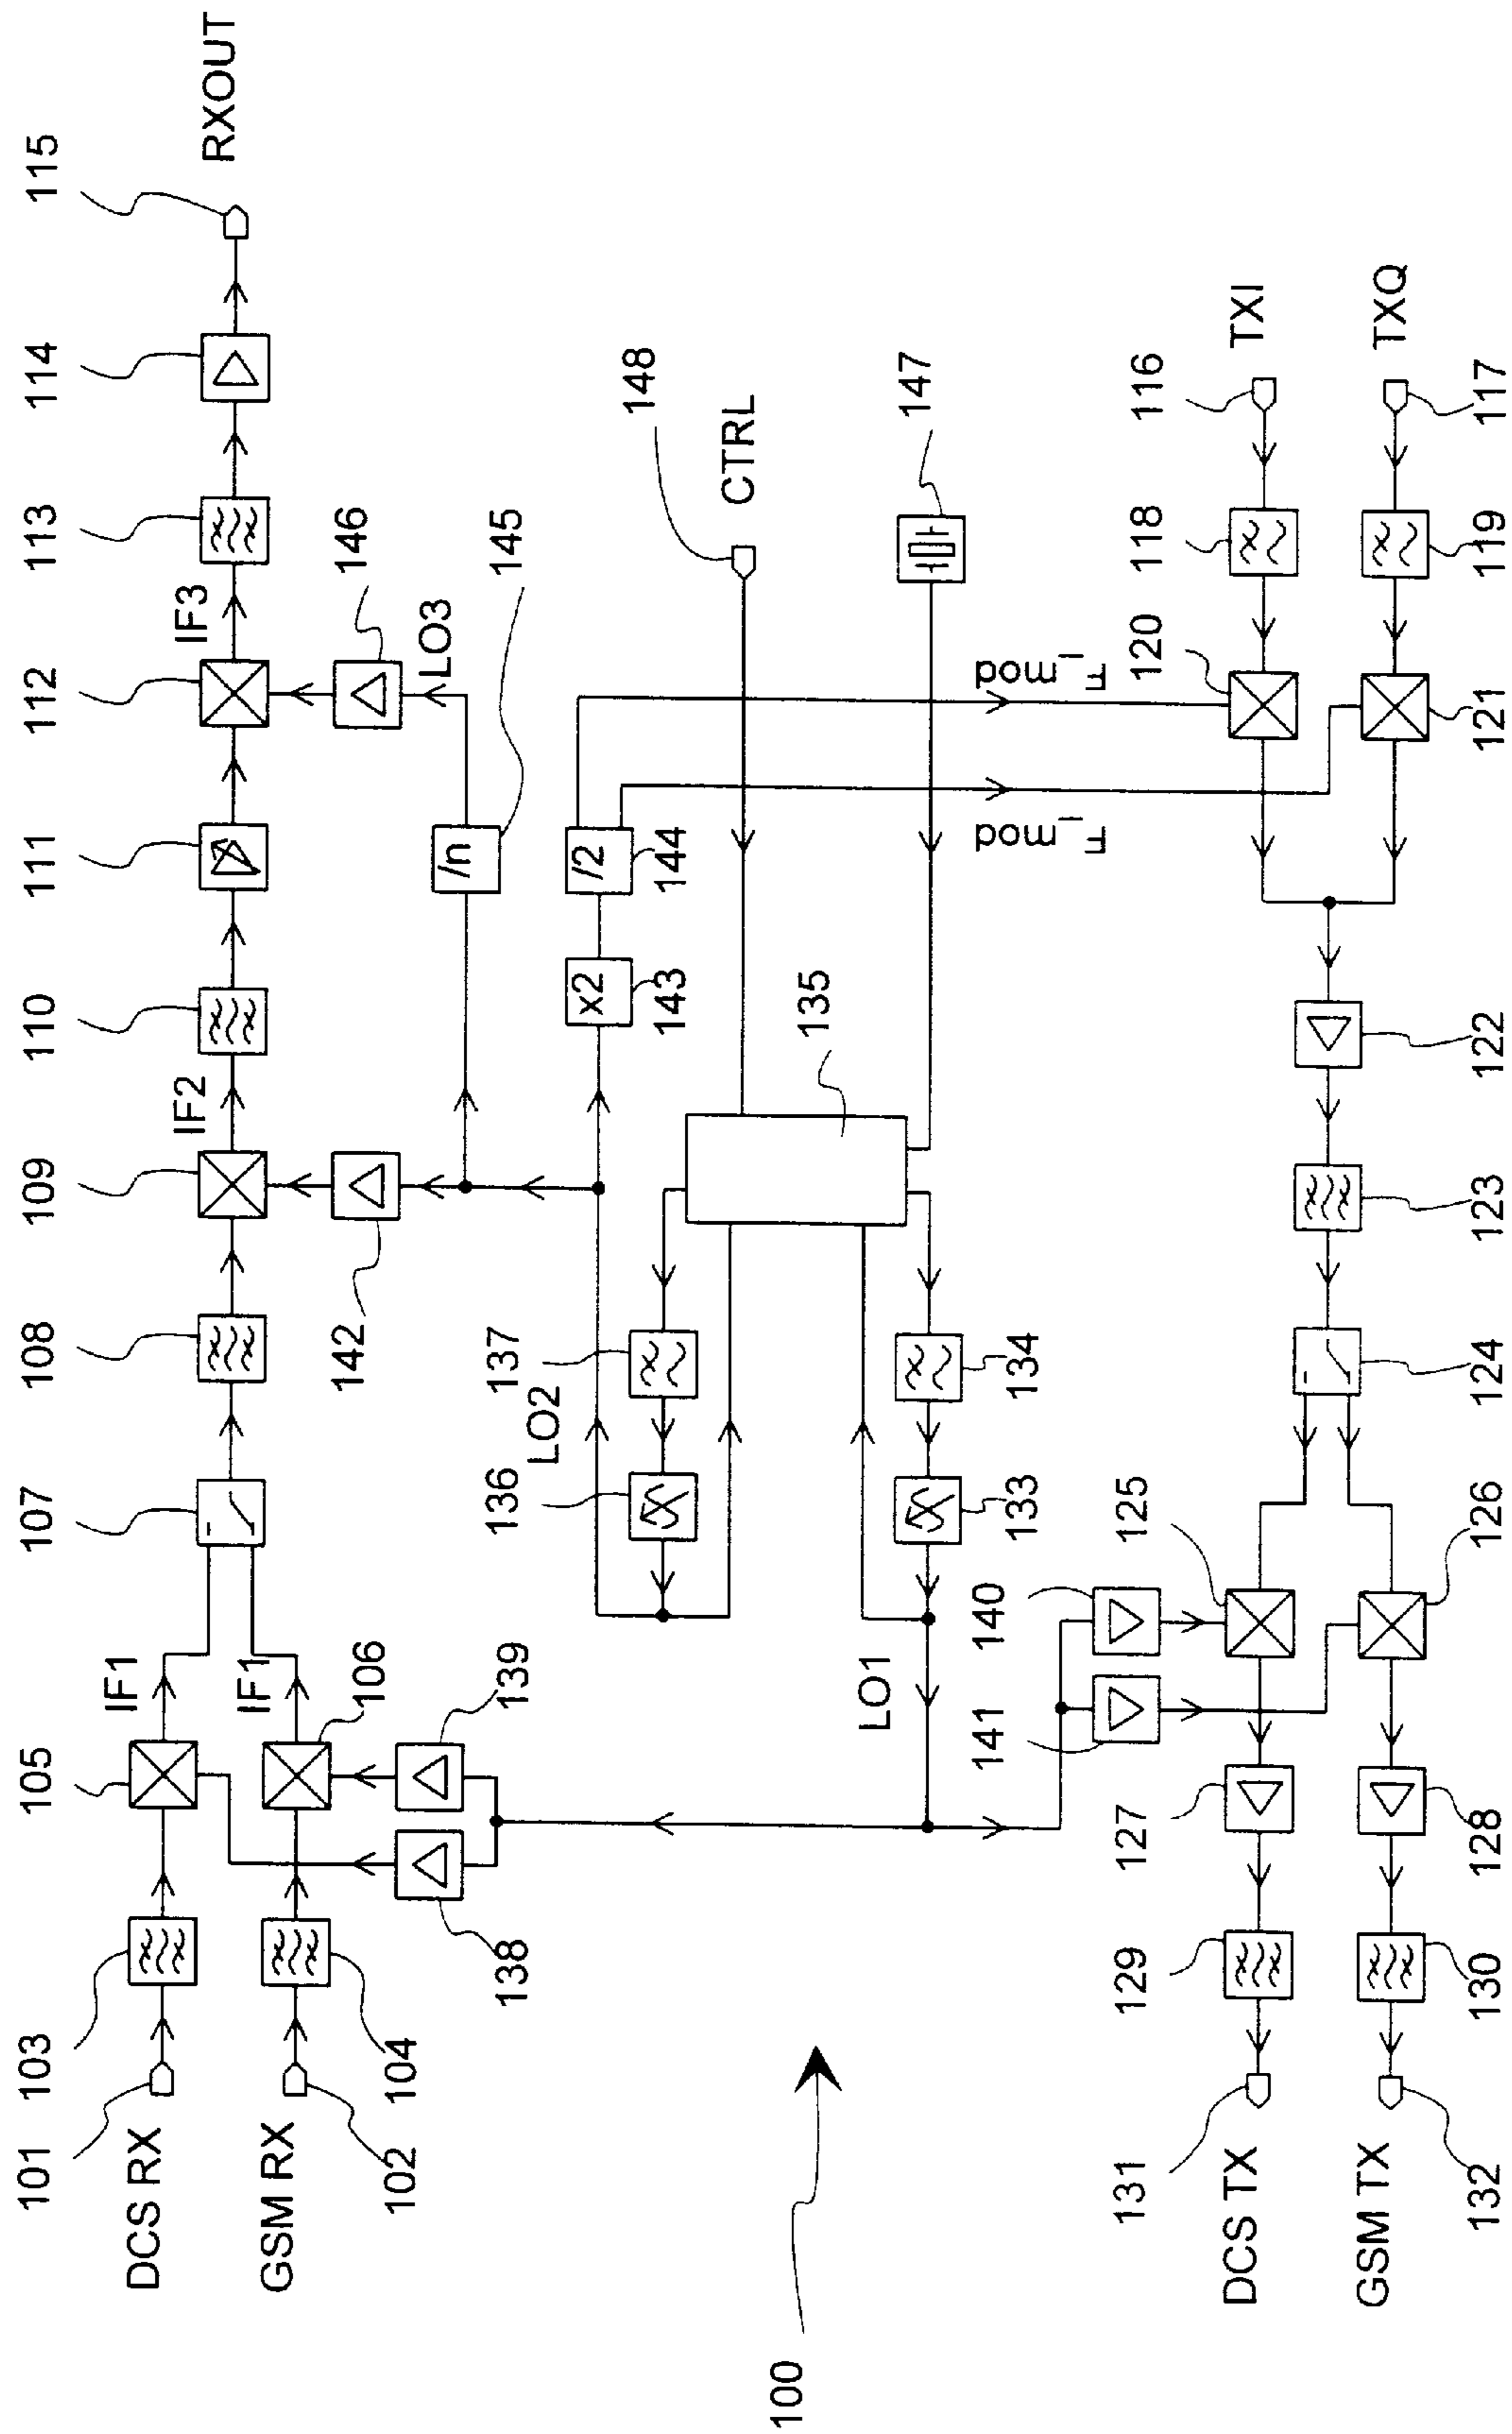 115
RXOUT
114
113
IF3
112
146
LO3
145
111
/n
110
IF2
109
142
108
107
IF1
IF1
105
106
139
138
103
101
DCS RX
104
GSM RX
102
148
CTRL
147
/2
144
x2
143
135
137
LO2
136
134
133
LO1
F_mod
F_mod
TXI
116
TXQ
117
118
119
120
121
122
123
124
125
140
126
141
127
128
129
130
131
DCS TX
GSM TX
132
100